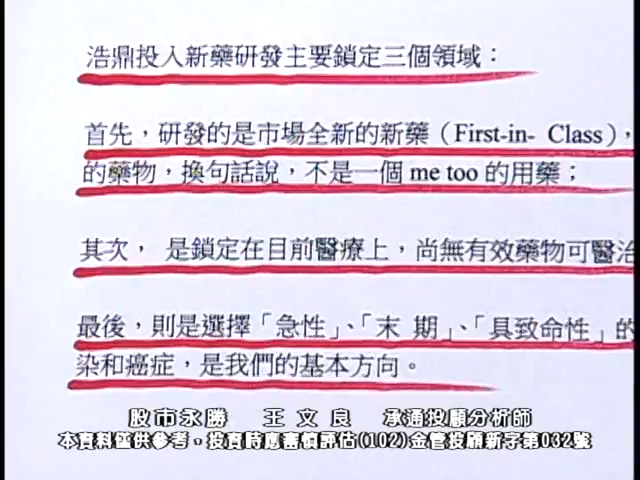 浩鼎投入新藥研發主要鎖定三個領域：
首先，研發的是市場全新的新藥（First-in- Class），
的藥物，換句話說，不是一個 me too 的用藥；
其次， 是鎖定在目前醫療上，尚無有效藥物可醫治
最後，則是選擇「急性」、「末 期」、「具致命性」的
染和癌症，是我們的基本方向。
股市永勝 王文良 承通投顧分析師
本資料僅供參考，投資時應審慎評估(102)金管投顧新字第032號